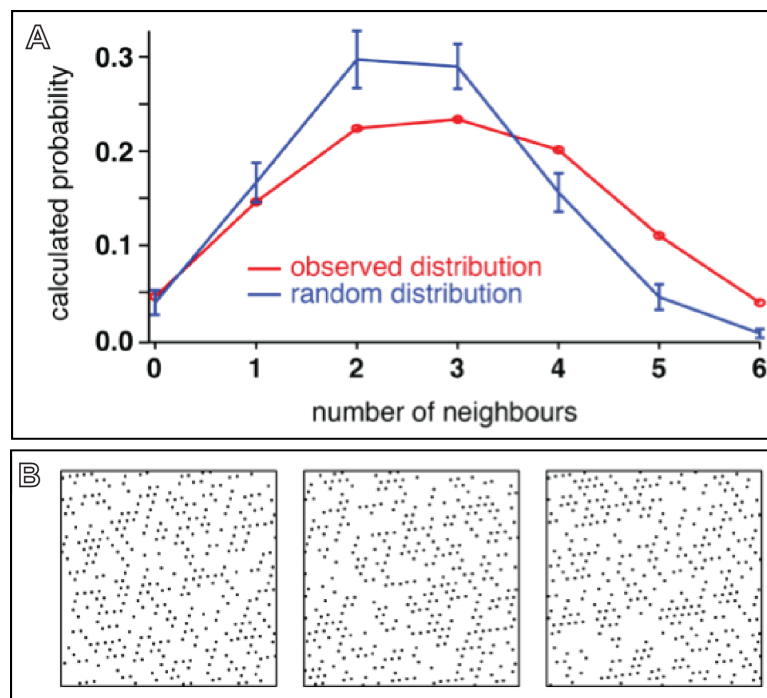 A
calculated probability
0.3
0.2
0.1
0.0
observed distribution
random distribution
0 1 2 3 4 5 6
number of neighbours
B